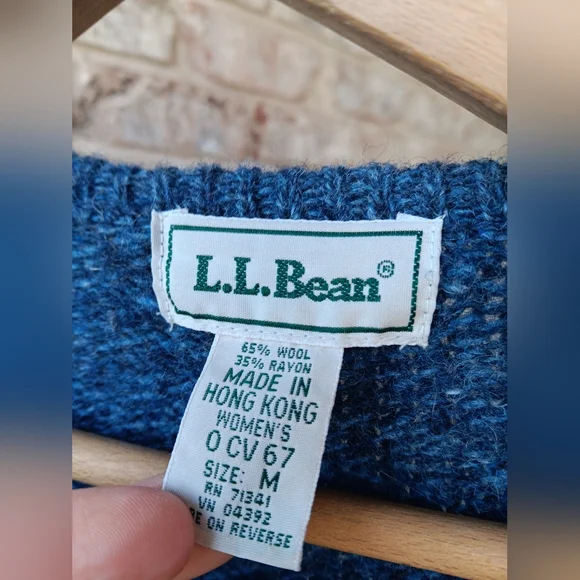 L.L.Bean®
65% WOOL
35% RAYON
MADE IN
HONG KONG
WOMEN'S
0 CV 67
SIZE: M
RN 71341
VN 04392
ON REVERSE